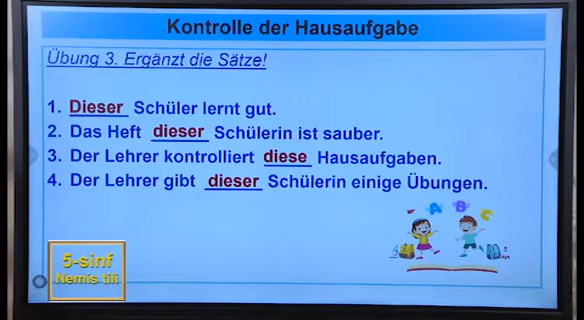 Kontrolle der Hausaufgabe
Übung 3. Ergänzt die Sätze!
1. Dieser Schüler lernt gut.
2. Das Heft dieser Schülerin ist sauber.
3. Der Lehrer kontrolliert diese Hausaufgaben.
4. Der Lehrer gibt dieser Schülerin einige Übungen.
A B C
5-sinf
Nemis tili